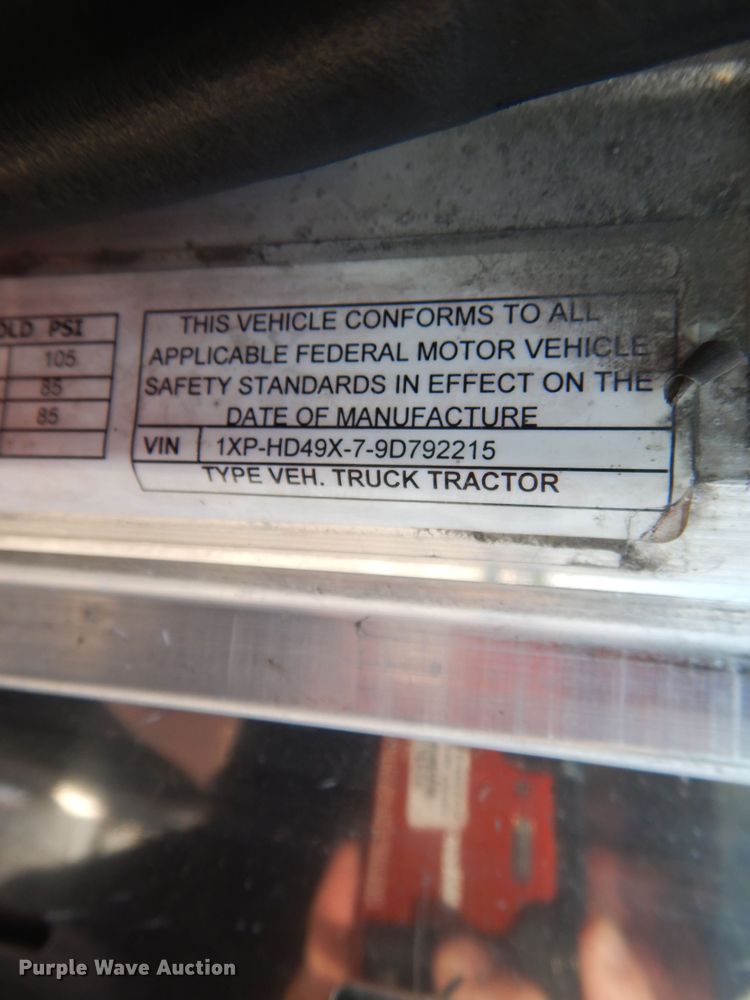 OLD PSI
105
85
85
THIS VEHICLE CONFORMS TO ALL
APPLICABLE FEDERAL MOTOR VEHICLE
SAFETY STANDARDS IN EFFECT ON THE
DATE OF MANUFACTURE
VIN 1XP-HD49X-7-9D792215
TYPE VEH. TRUCK TRACTOR
Purple Wave Auction